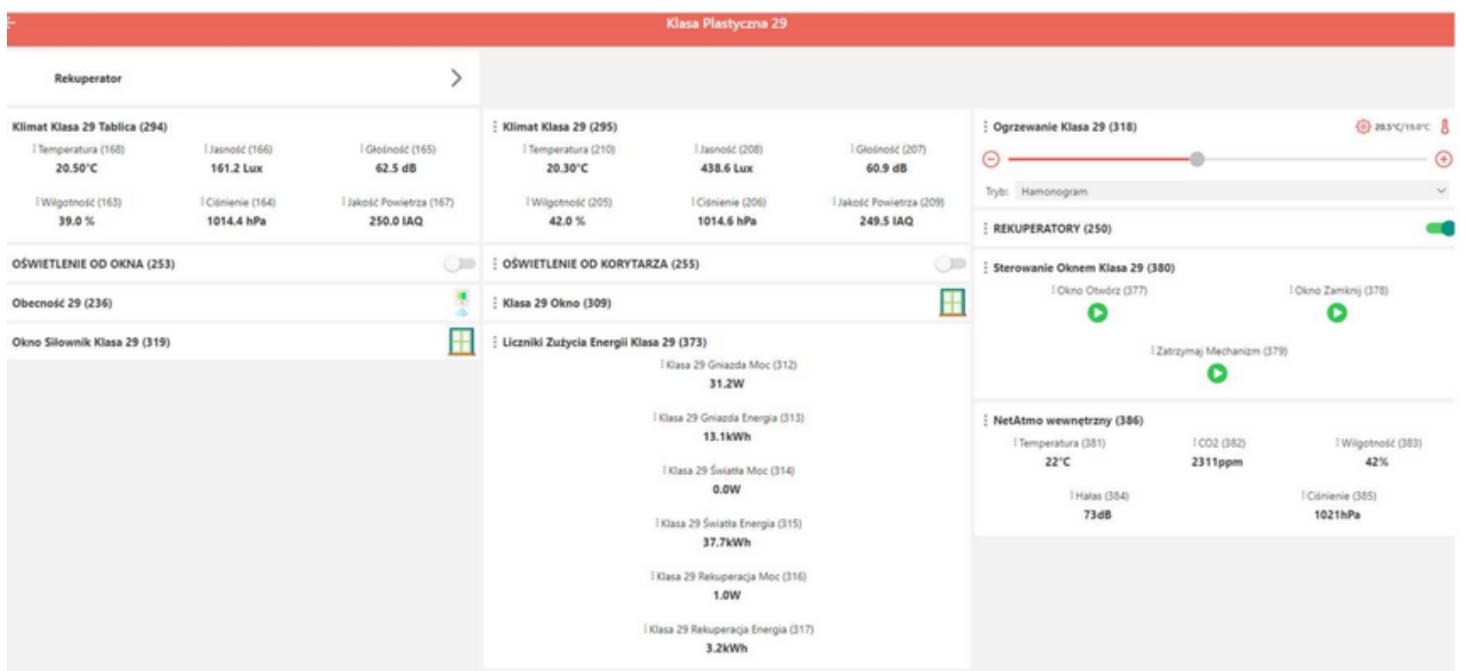 Klasa Plastyczna 29
Rekuperator
Klimat Klasa 29 Tablica (294)
Temperatura (168)
20.50°C
Jasność (166)
161.2 Lux
Głośność (165)
62.5 dB
Wilgotność (163)
39.0 %
Ciśnienie (164)
1014.4 hPa
Jakość Powietrza (167)
250.0 IAQ
OŚWIETLENIE OD OKNA (253)
Obecność 29 (236)
Okno Siłownik Klasa 29 (319)
Klimat Klasa 29 (295)
Temperatura (210)
20.30°C
Jasność (208)
438.6 Lux
Głośność (207)
60.9 dB
Wilgotność (205)
42.0 %
Ciśnienie (206)
1014.6 hPa
Jakość Powietrza (209)
249.5 IAQ
OŚWIETLENIE OD KORYTARZA (255)
Klasa 29 Okno (309)
Liczniki Zużycia Energii Klasa 29 (373)
Klasa 29 Gniazda Moc (312)
31.2W
Klasa 29 Gniazda Energia (313)
13.1kWh
Klasa 29 Światła Moc (314)
0.0W
Klasa 29 Światła Energia (315)
37.7kWh
Klasa 29 Rekuperacja Moc (316)
1.0W
Klasa 29 Rekuperacja Energia (317)
3.2kWh
Ogrzewanie Klasa 29 (318)
20.5°C/19.0°C
Tryb: Hamonogram
REKUPERATORY (250)
Sterowanie Oknem Klasa 29 (380)
Okno Otwórz (377)
Okno Zamknij (378)
Zatrzymaj Mechanizm (379)
NetAtmo wewnętrzny (386)
Temperatura (381)
22°C
CO2 (382)
2311ppm
Wilgotność (383)
42%
Hałas (384)
73dB
Ciśnienie (385)
1021hPa